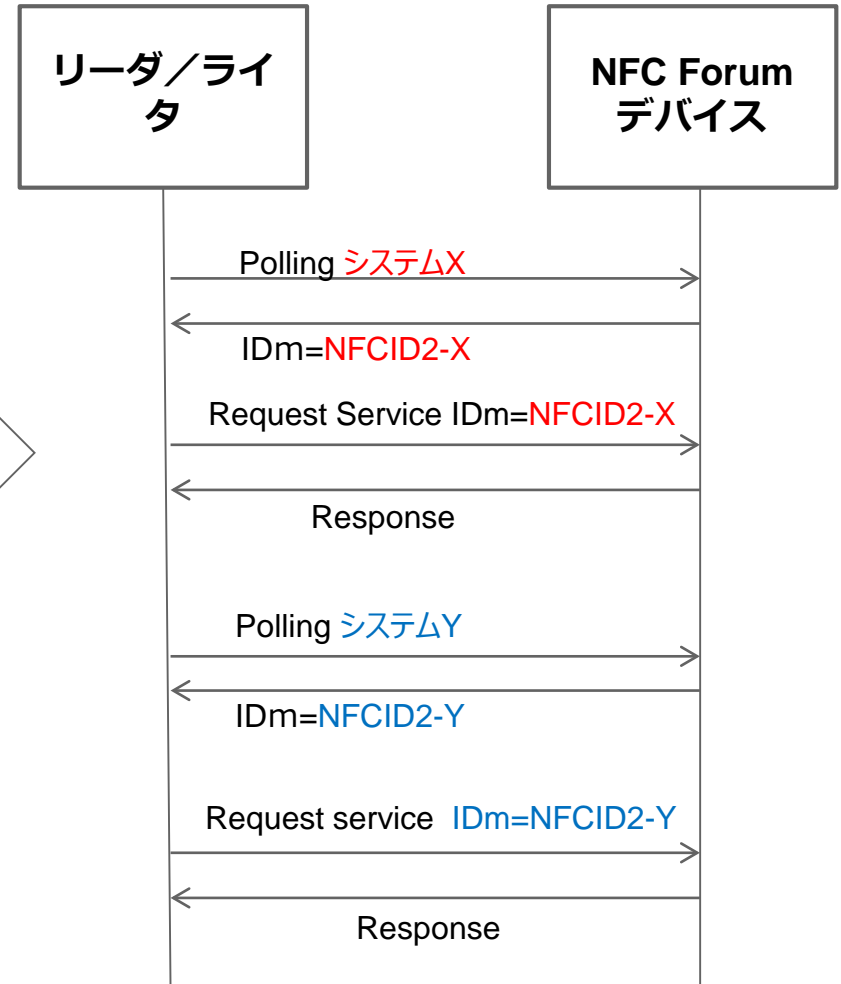 リーダ／ライ
タ
NFC Forum
デバイス
Polling システムX
IDm=NFCID2-X
Request Service IDm=NFCID2-X
Response
Polling システムY
IDm=NFCID2-Y
Request service IDm=NFCID2-Y
Response